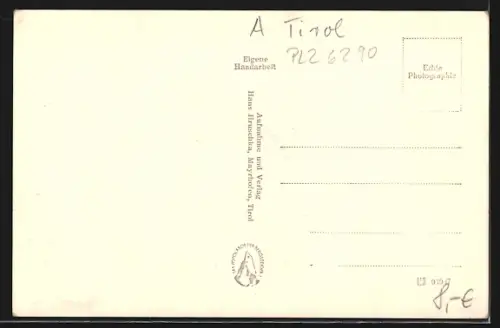 A Tirol
PLZ 6290
Eigene
Handarbeit
Echte
Photographie
Aufnahme und Verlag
Hans Hruschka, Mayrhofen, Tirol
8,-€